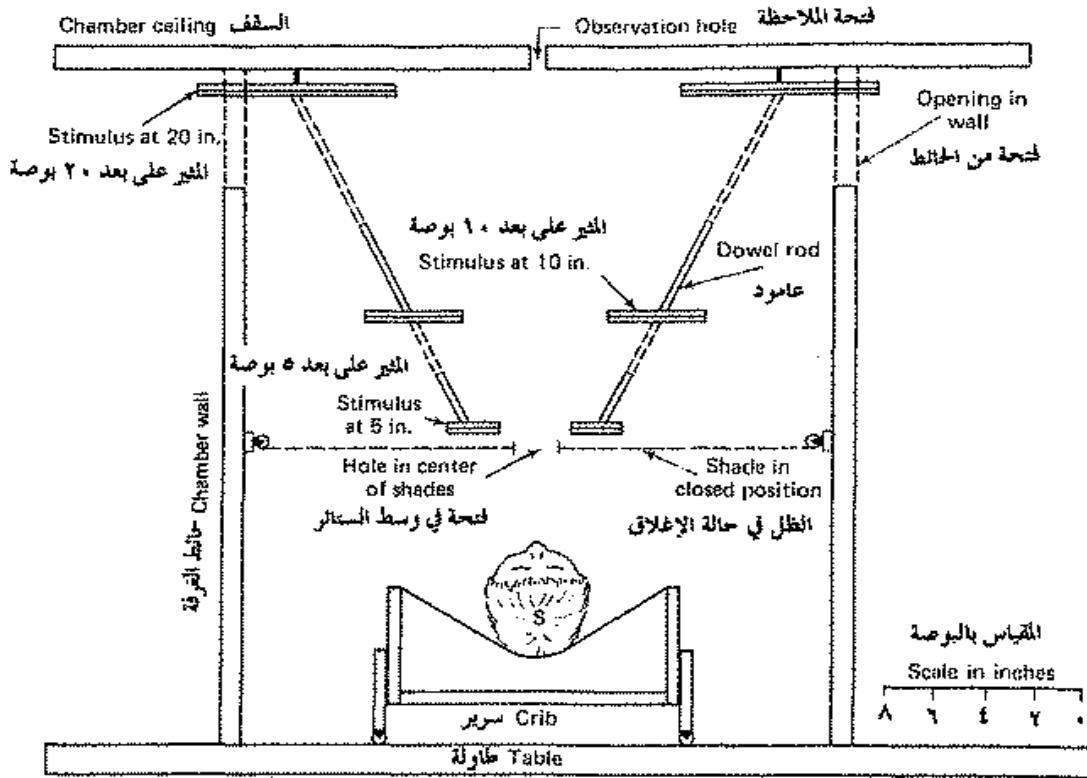 Chamber ceiling السقف
Observation hole فتحة الملاحظة
Stimulus at 20 in.
المثير على بعد ٢٠ بوصة
Opening in
wall
فتحة من الحائط
المثير على بعد ١٠ بوصة
Stimulus at 10 in.
Dowel rod
عامود
المثير على بعد ٥ بوصة
Stimulus
at 5 in.
Hole in center
of shades
فتحة في وسط الستائر
Shade in
closed position
الظل في حالة الإغلاق
حائط الغرفة Chamber wall
S
المقياس بالبوصة
Scale in inches
٨ ٦ ٤ ٢ ٠
سرير Crib
طاولة Table